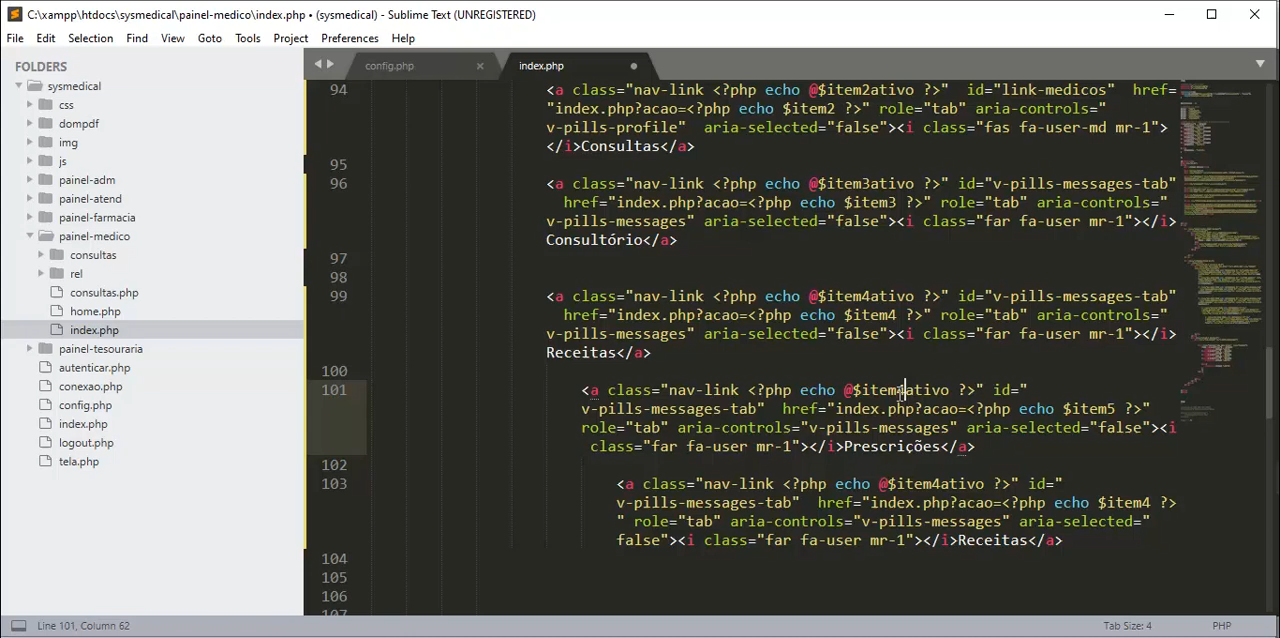 C:\xampp\htdocs\sysmedical\painel-medico\index.php • (sysmedical) - Sublime Text (UNREGISTERED)
File Edit Selection Find View Goto Tools Project Preferences Help
FOLDERS
sysmedical
css
dompdf
img
js
painel-adm
painel-atend
painel-farmacia
painel-medico
consultas
rel
consultas.php
home.php
index.php
painel-tesouraria
autenticar.php
conexao.php
config.php
index.php
logout.php
tela.php
config.php × index.php
94 <a class="nav-link <?php echo @$item2ativo ?>" id="link-medicos" href=
"index.php?acao=<?php echo $item2 ?>" role="tab" aria-controls="
v-pills-profile" aria-selected="false"><i class="fas fa-user-md mr-1">
</i>Consultas</a>
95
96 <a class="nav-link <?php echo @$item3ativo ?>" id="v-pills-messages-tab"
href="index.php?acao=<?php echo $item3 ?>" role="tab" aria-controls="
v-pills-messages" aria-selected="false"><i class="far fa-user mr-1"></i>
Consultório</a>
97
98
99 <a class="nav-link <?php echo @$item4ativo ?>" id="v-pills-messages-tab"
href="index.php?acao=<?php echo $item4 ?>" role="tab" aria-controls="
v-pills-messages" aria-selected="false"><i class="far fa-user mr-1"></i>
Receitas</a>
100
101 <a class="nav-link <?php echo @$item4ativo ?>" id="
v-pills-messages-tab" href="index.php?acao=<?php echo $item5 ?>"
role="tab" aria-controls="v-pills-messages" aria-selected="false"><i
class="far fa-user mr-1"></i>Prescrições</a>
102
103 <a class="nav-link <?php echo @$item4ativo ?>" id="
v-pills-messages-tab" href="index.php?acao=<?php echo $item4 ?>
" role="tab" aria-controls="v-pills-messages" aria-selected="
false"><i class="far fa-user mr-1"></i>Receitas</a>
104
105
106
107
Line 101, Column 62 Tab Size: 4 PHP